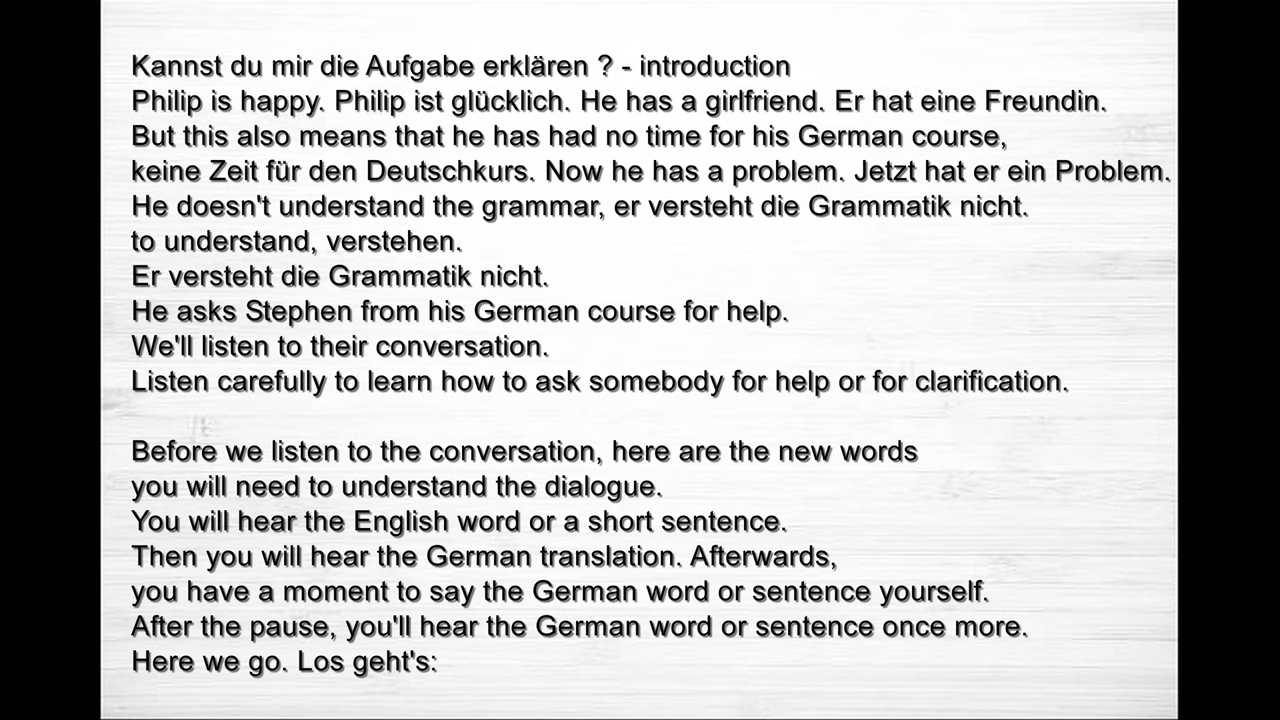 Kannst du mir die Aufgabe erklären ? - introduction
Philip is happy. Philip ist glücklich. He has a girlfriend. Er hat eine Freundin.
But this also means that he has had no time for his German course,
keine Zeit für den Deutschkurs. Now he has a problem. Jetzt hat er ein Problem.
He doesn't understand the grammar, er versteht die Grammatik nicht.
to understand, verstehen.
Er versteht die Grammatik nicht.
He asks Stephen from his German course for help.
We'll listen to their conversation.
Listen carefully to learn how to ask somebody for help or for clarification.
Before we listen to the conversation, here are the new words
you will need to understand the dialogue.
You will hear the English word or a short sentence.
Then you will hear the German translation. Afterwards,
you have a moment to say the German word or sentence yourself.
After the pause, you'll hear the German word or sentence once more.
Here we go. Los geht's: